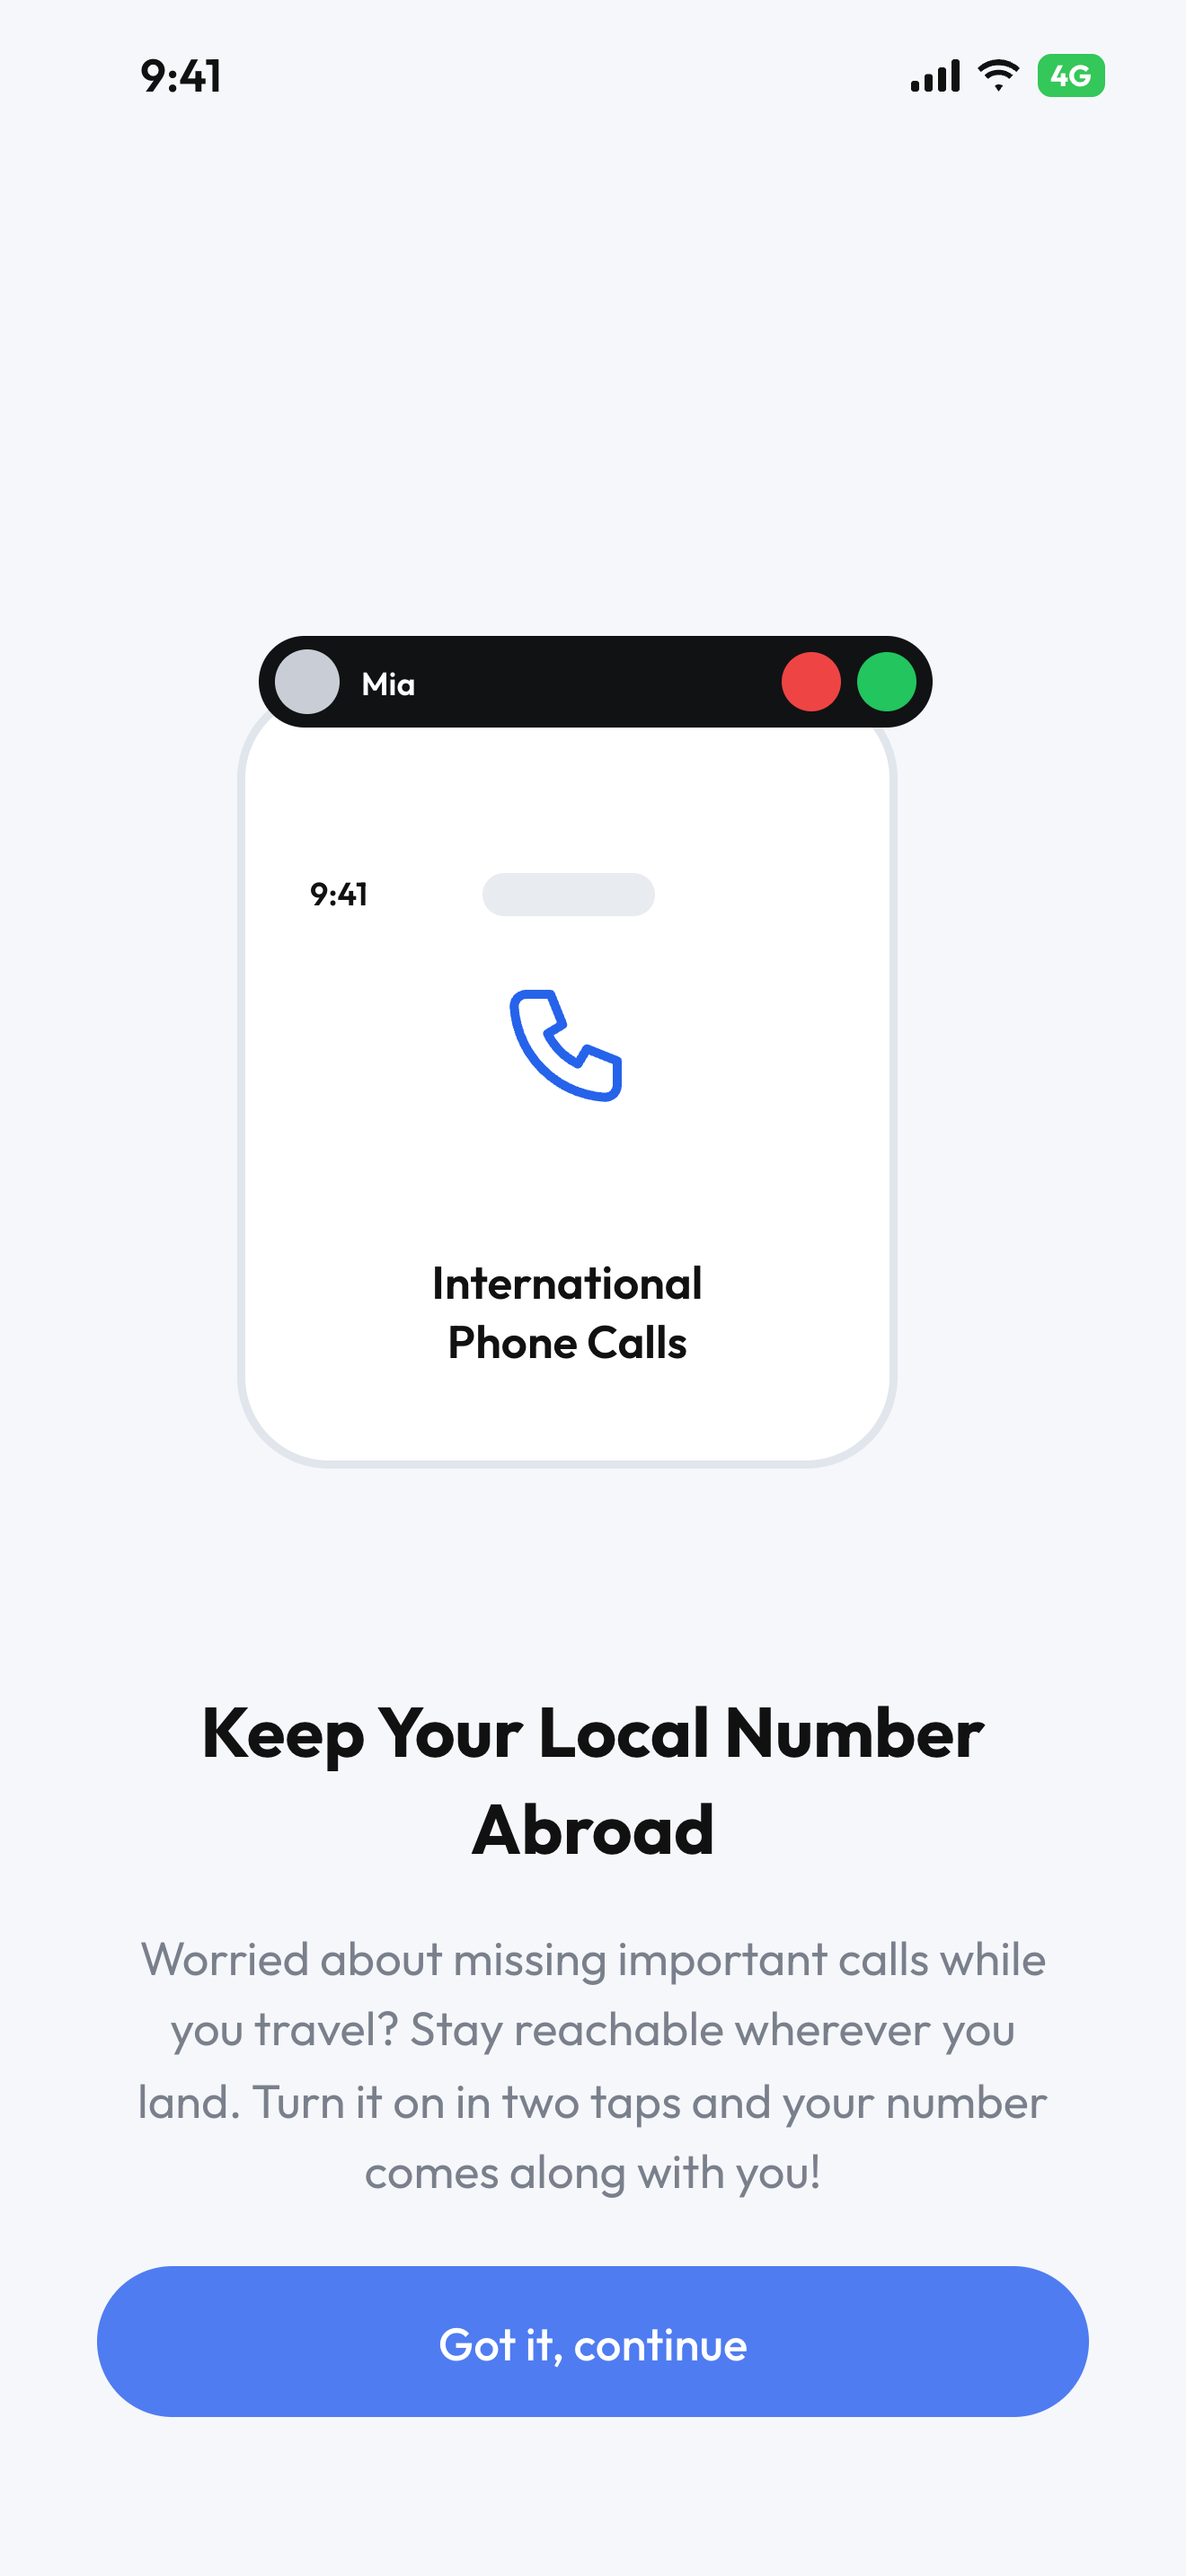 9:41
4G
Mia
9:41
International
Phone Calls
Keep Your Local Number
Abroad
Worried about missing important calls while
you travel? Stay reachable wherever you
land. Turn it on in two taps and your number
comes along with you!
Got it, continue